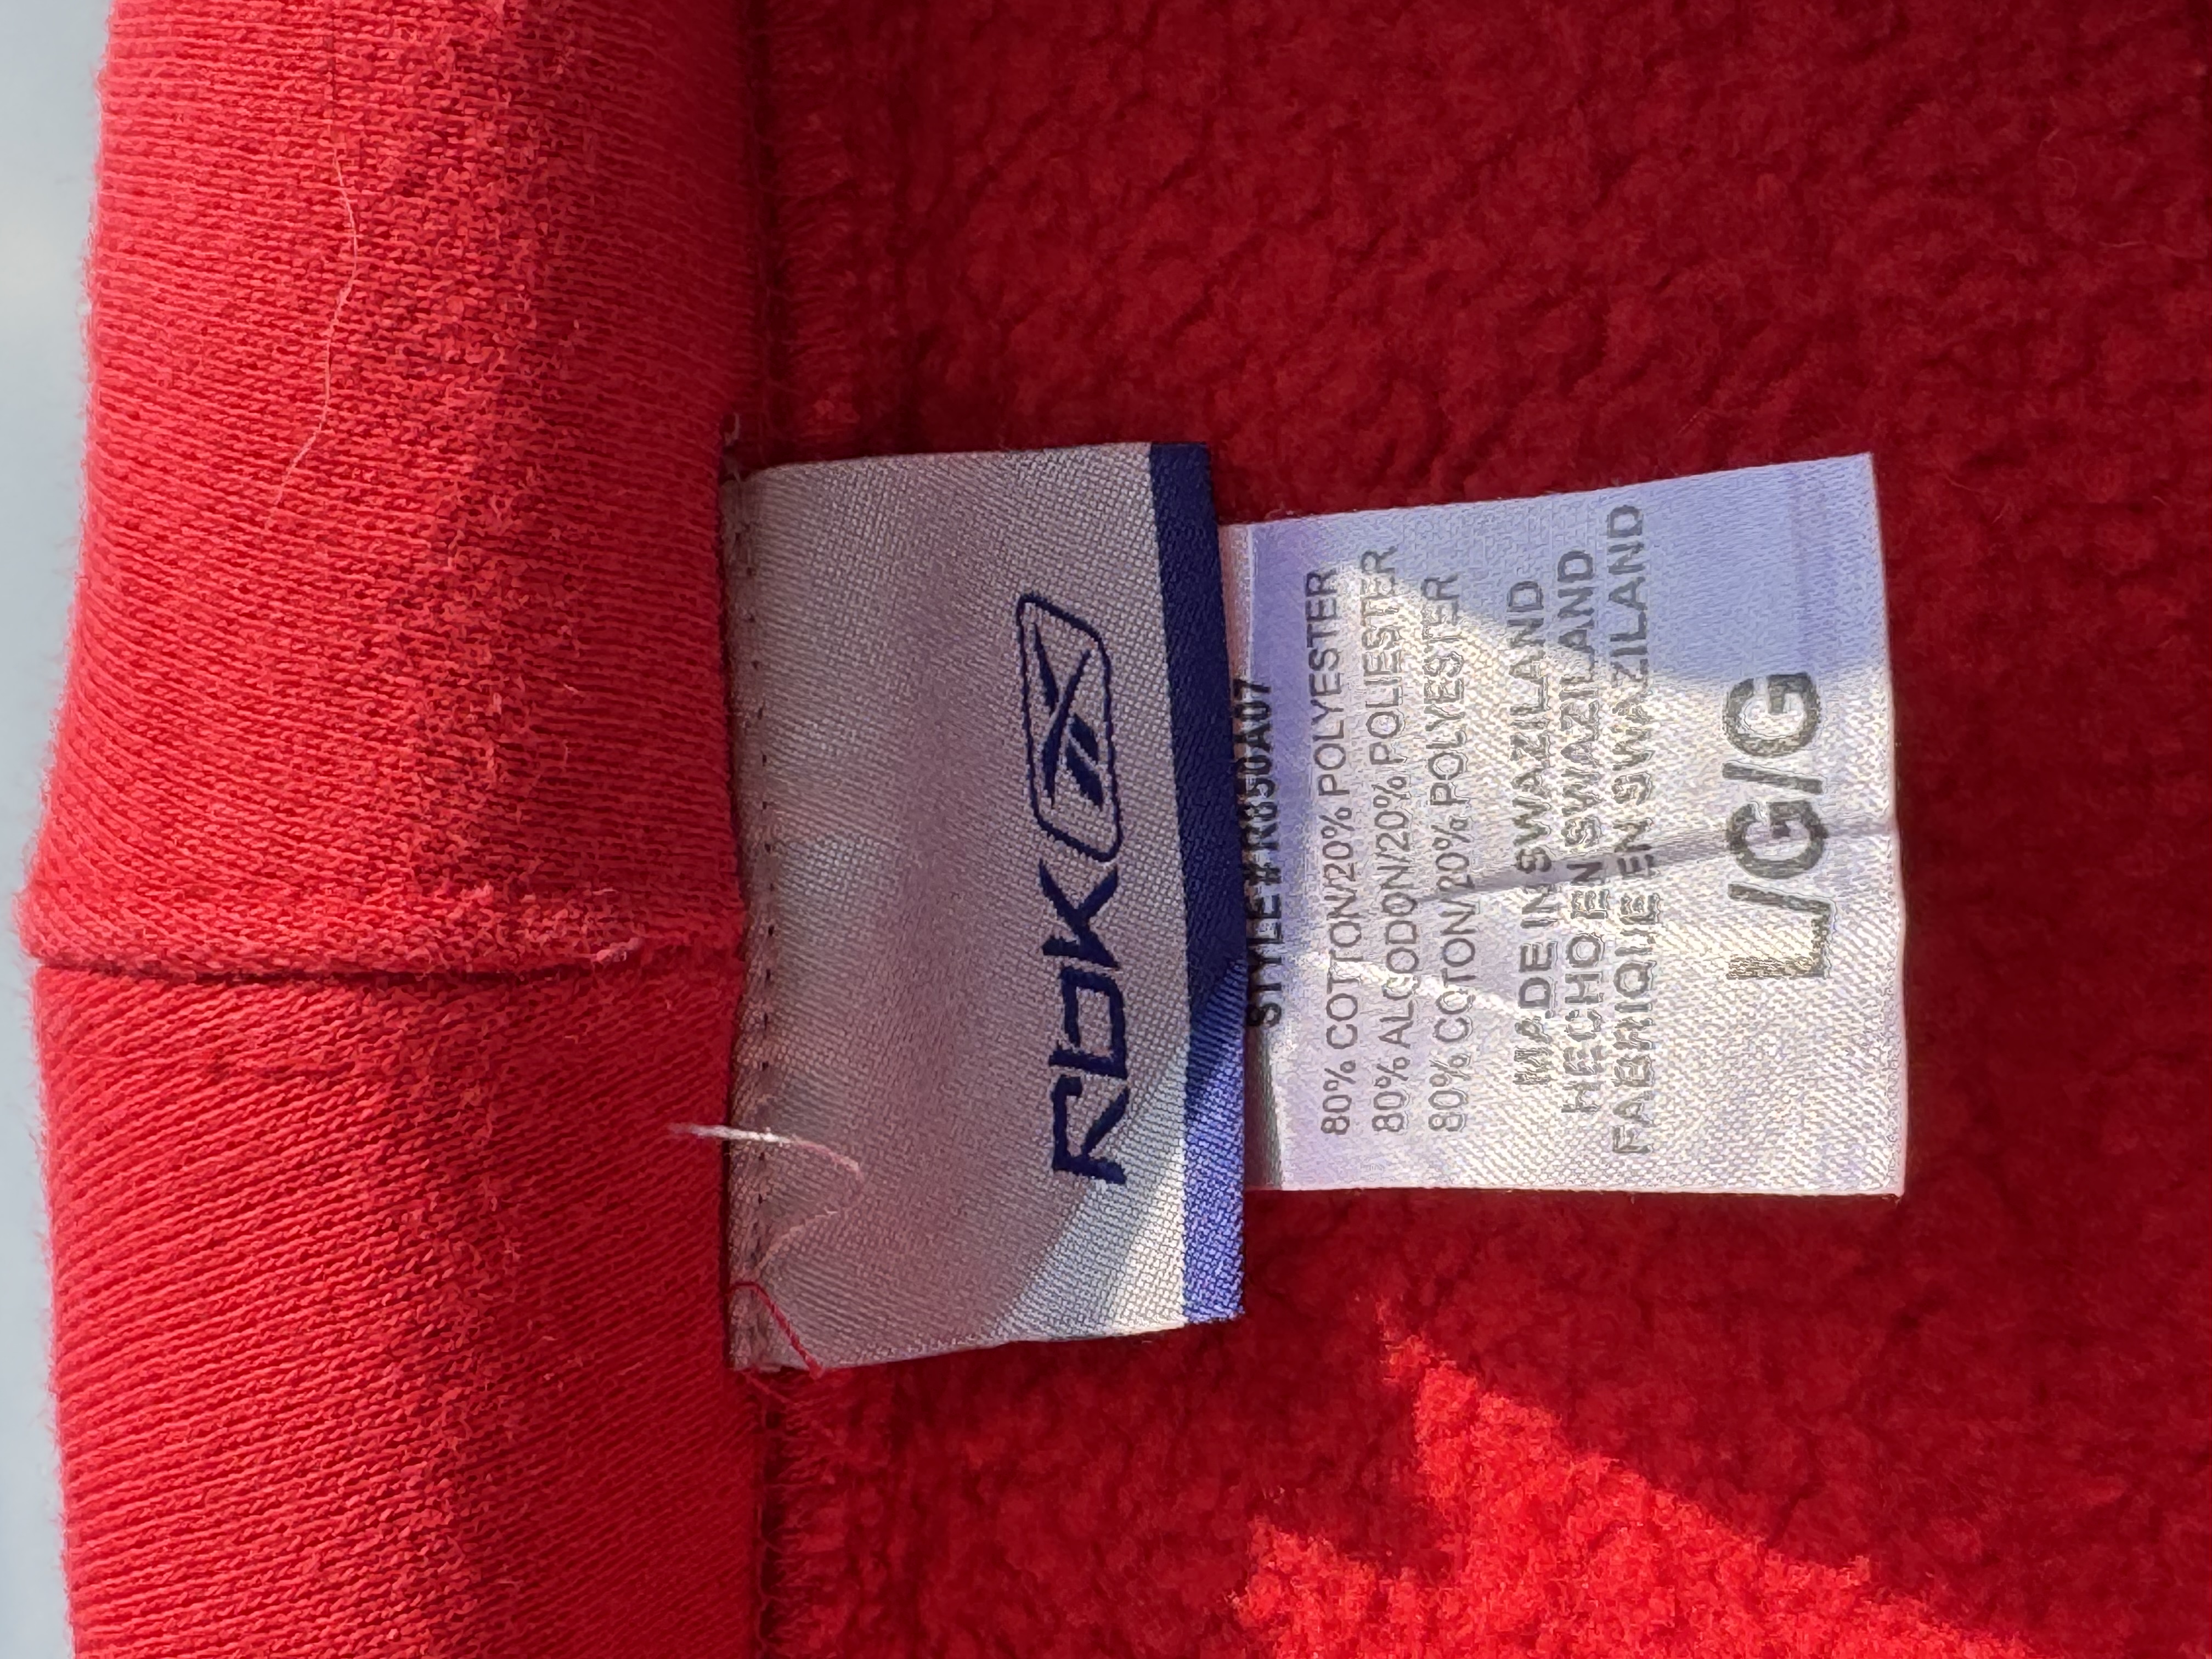 RBK
STYLE#R850A07
80% COTTON/20% POLYESTER
80% ALGODON/20% POLIESTER
80% COTON/20% POLYESTER
MADE IN SWAZILAND
HECHO EN SWAZILAND
FABRIQUE EN SWAZILAND
L/G/G